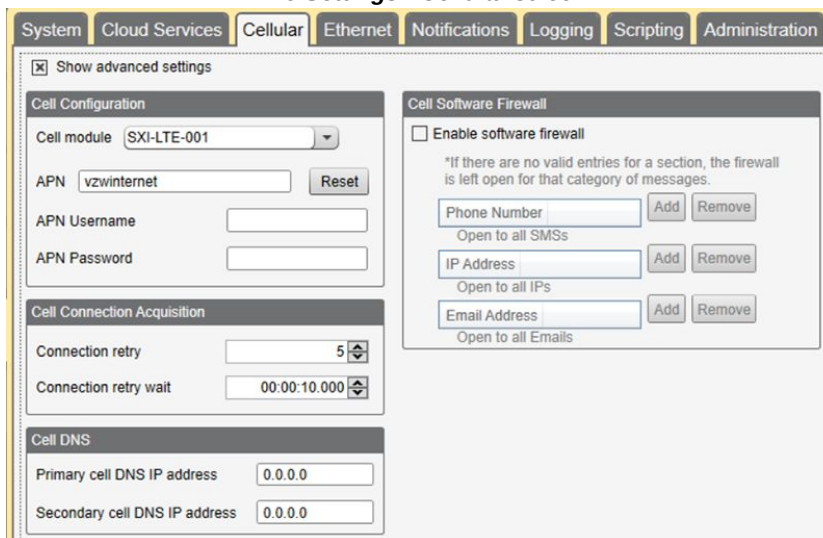 System Cloud Services Cellular Ethernet Notifications Logging Scripting Administration
Show advanced settings
Cell Configuration
Cell module SXI-LTE-001
APN vzwinternet Reset
APN Username
APN Password
Cell Connection Acquisition
Connection retry 5
Connection retry wait 00:00:10.000
Cell DNS
Primary cell DNS IP address 0.0.0.0
Secondary cell DNS IP address 0.0.0.0
Cell Software Firewall
Enable software firewall
*If there are no valid entries for a section, the firewall
is left open for that category of messages.
Phone Number Add Remove
Open to all SMSs
IP Address Add Remove
Open to all IPs
Email Address Add Remove
Open to all Emails